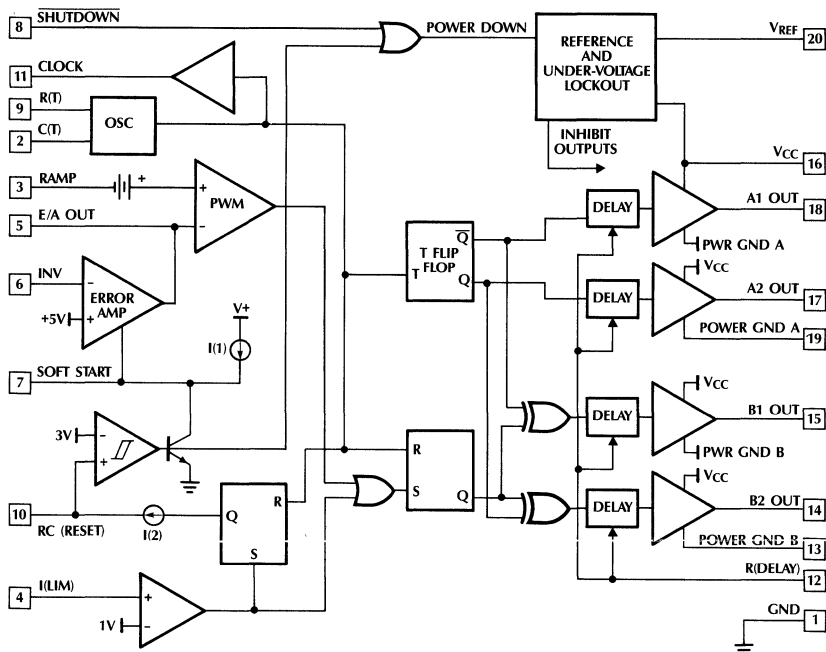 8 SHUTDOWN
POWER DOWN
REFERENCE
AND
UNDER-VOLTAGE
LOCKOUT
VREF 20
11 CLOCK
9 R(T)
2 C(T)
OSC
INHIBIT
OUTPUTS
VCC 16
3 RAMP +
5 E/A OUT
+
PWM
−
DELAY
A1 OUT 18
PWR GND A
T FLIP
FLOP
Q
T
Q
6 INV
−
ERROR
AMP
+5V +
V+
I(1)
DELAY
VCC
A2 OUT 17
POWER GND A 19
7 SOFT START
3V −
+
DELAY
VCC
B1 OUT 15
PWR GND B
R
S
Q
10 RC (RESET)
I(2)
Q
R
S
DELAY
VCC
B2 OUT 14
POWER GND B 13
R(DELAY) 12
4 I(LIM) +
1V −
GND 1